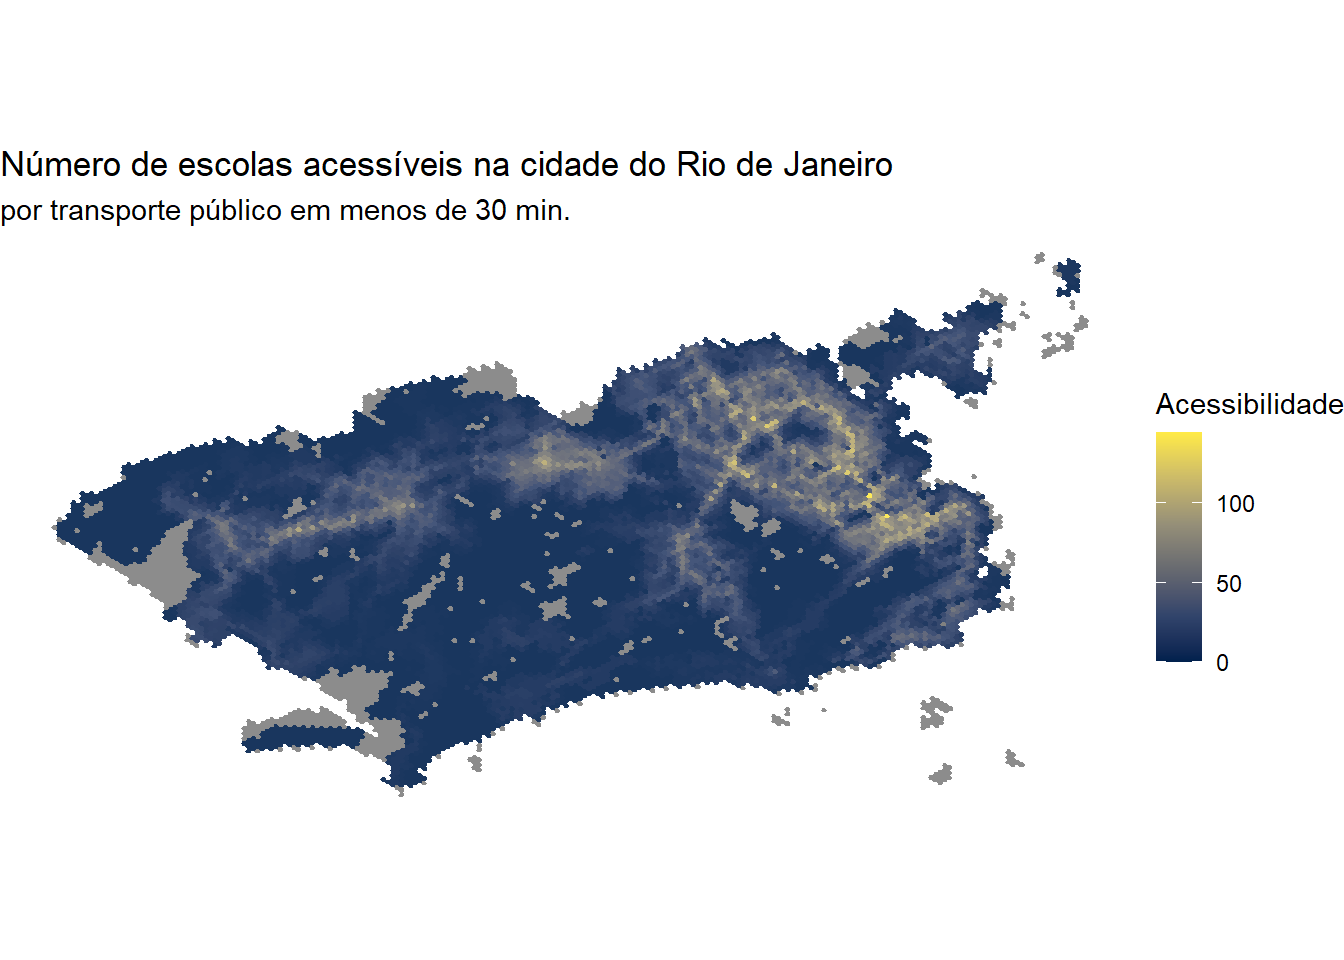 Número de escolas acessíveis na cidade do Rio de Janeiro
por transporte público em menos de 30 min.
Acessibilidade
100
50
0